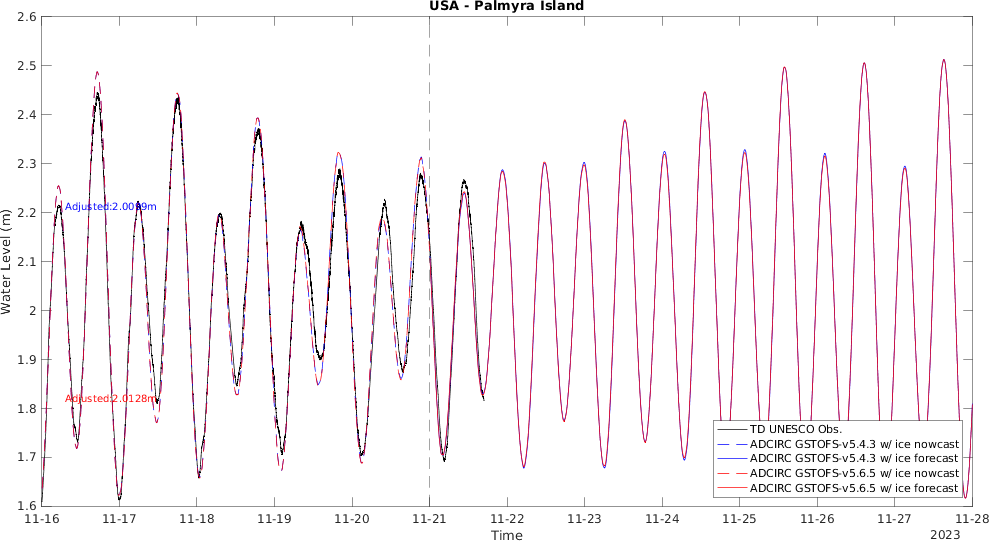 USA - Palmyra Island
2.6
2.5
2.4
2.3
2.2
2.1
2
1.9
1.8
1.7
1.6
Water Level (m)
Adjusted:2.0099m
Adjusted:2.0128m
TD UNESCO Obs.
ADCIRC GSTOFS-v5.4.3 w/ ice nowcast
ADCIRC GSTOFS-v5.4.3 w/ ice forecast
ADCIRC GSTOFS-v5.6.5 w/ ice nowcast
ADCIRC GSTOFS-v5.6.5 w/ ice forecast
11-16 11-17 11-18 11-19 11-20 11-21 11-22 11-23 11-24 11-25 11-26 11-27 11-28
Time
2023